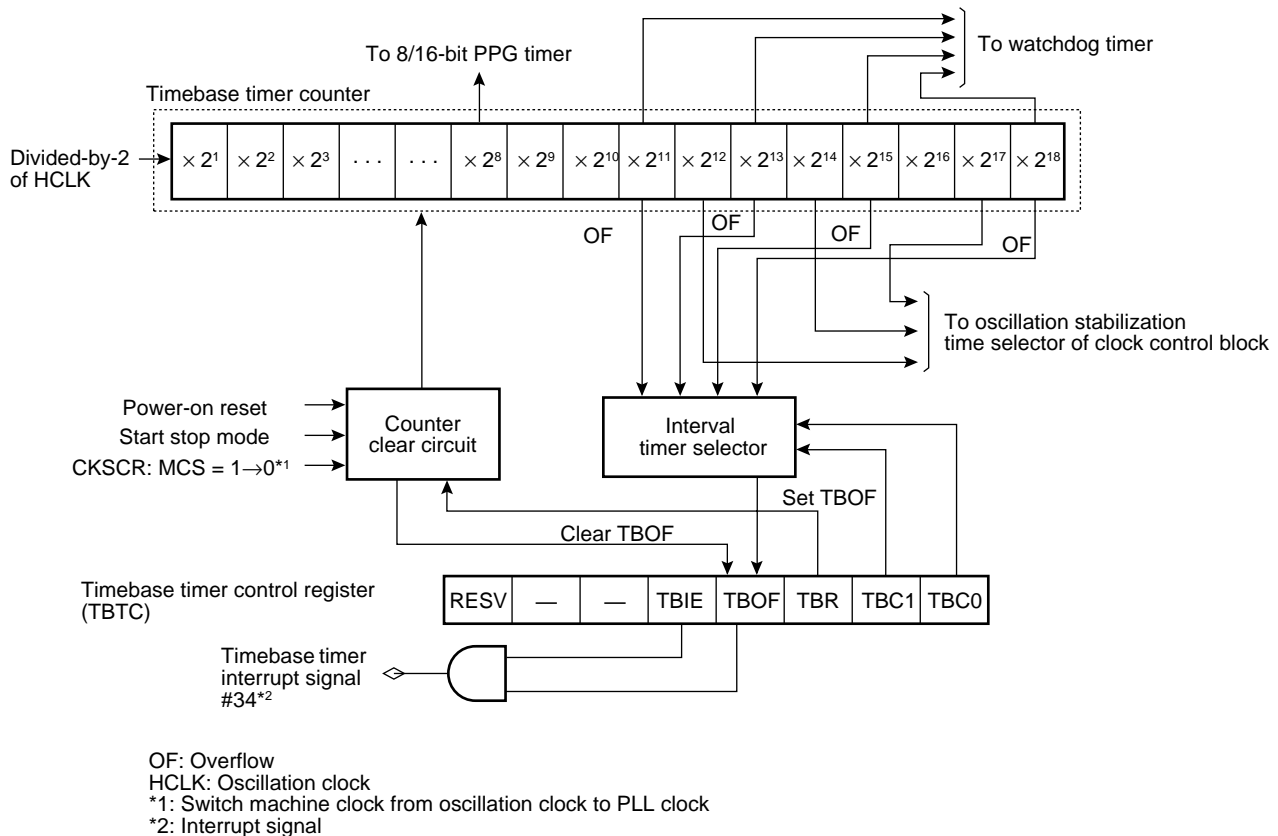 To 8/16-bit PPG timer
To watchdog timer
Timebase timer counter
Divided-by-2
of HCLK
× 2¹ × 2² × 2³ · · · · · · × 2⁸ × 2⁹ × 2¹⁰ × 2¹¹ × 2¹² × 2¹³ × 2¹⁴ × 2¹⁵ × 2¹⁶ × 2¹⁷ × 2¹⁸
OF OF OF OF
To oscillation stabilization
time selector of clock control block
Power-on reset
Start stop mode
CKSCR: MCS = 1→0*¹
Counter
clear circuit
Interval
timer selector
Set TBOF
Clear TBOF
Timebase timer control register
(TBTC)
RESV — — TBIE TBOF TBR TBC1 TBC0
Timebase timer
interrupt signal
#34*²
OF: Overflow
HCLK: Oscillation clock
*1: Switch machine clock from oscillation clock to PLL clock
*2: Interrupt signal